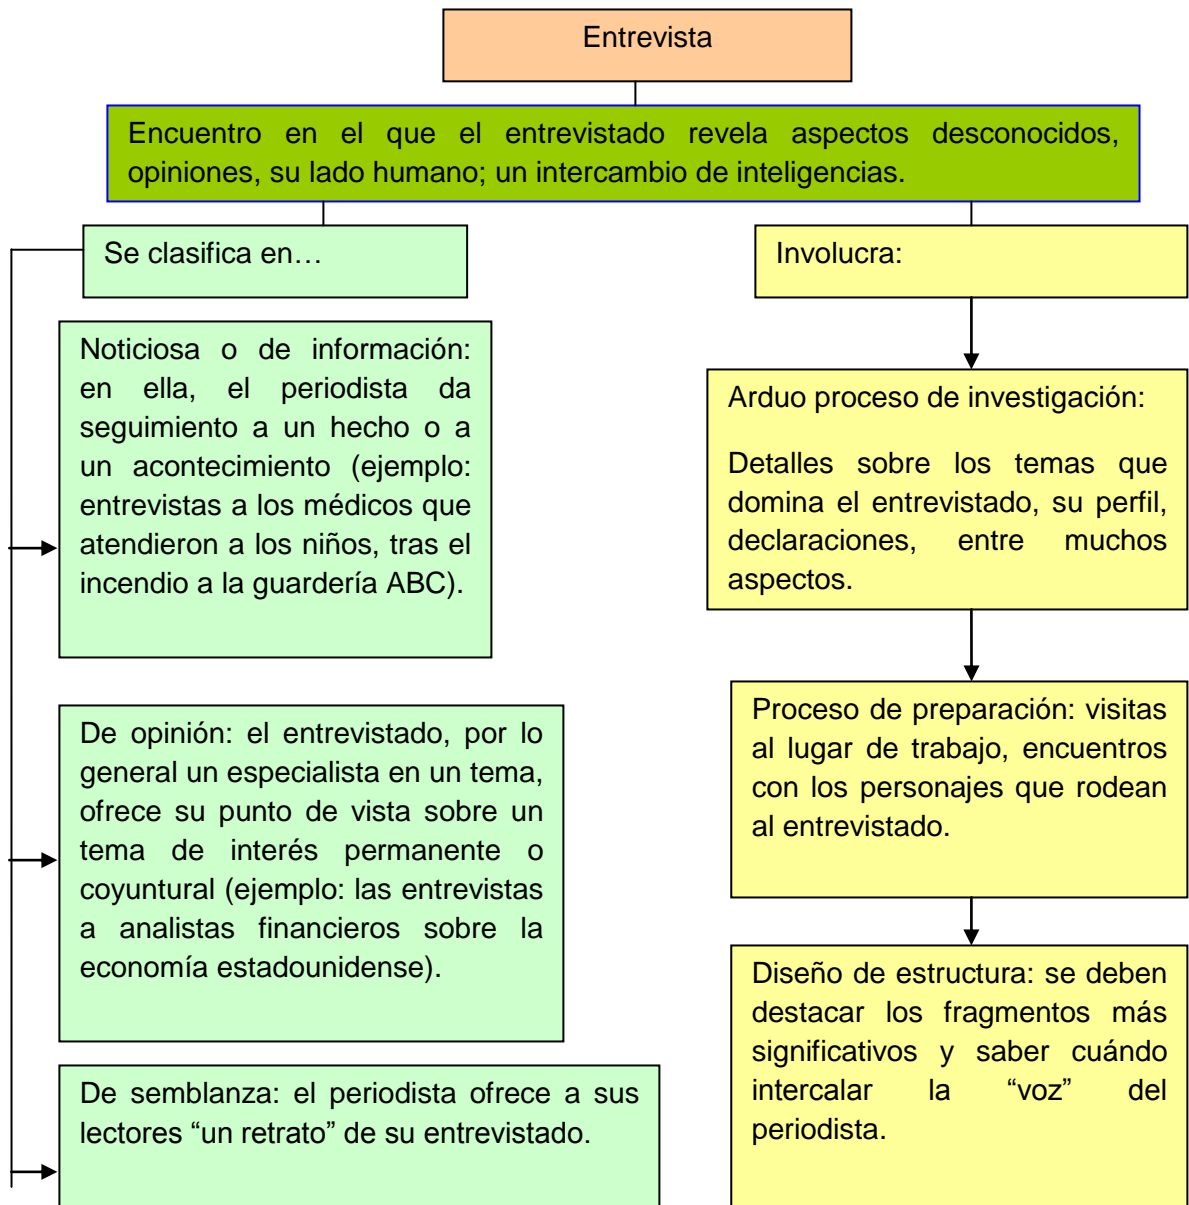 Entrevista
Encuentro en el que el entrevistado revela aspectos desconocidos,
opiniones, su lado humano; un intercambio de inteligencias.
Se clasifica en…
Noticiosa o de información:
en ella, el periodista da
seguimiento a un hecho o a
un acontecimiento (ejemplo:
entrevistas a los médicos que
atendieron a los niños, tras el
incendio a la guardería ABC).
De opinión: el entrevistado, por lo
general un especialista en un tema,
ofrece su punto de vista sobre un
tema de interés permanente o
coyuntural (ejemplo: las entrevistas
a analistas financieros sobre la
economía estadounidense).
De semblanza: el periodista ofrece a sus
lectores “un retrato” de su entrevistado.
Involucra:
Arduo proceso de investigación:
Detalles sobre los temas que
domina el entrevistado, su perfil,
declaraciones, entre muchos
aspectos.
Proceso de preparación: visitas
al lugar de trabajo, encuentros
con los personajes que rodean
al entrevistado.
Diseño de estructura: se deben
destacar los fragmentos más
significativos y saber cuándo
intercalar la “voz” del
periodista.